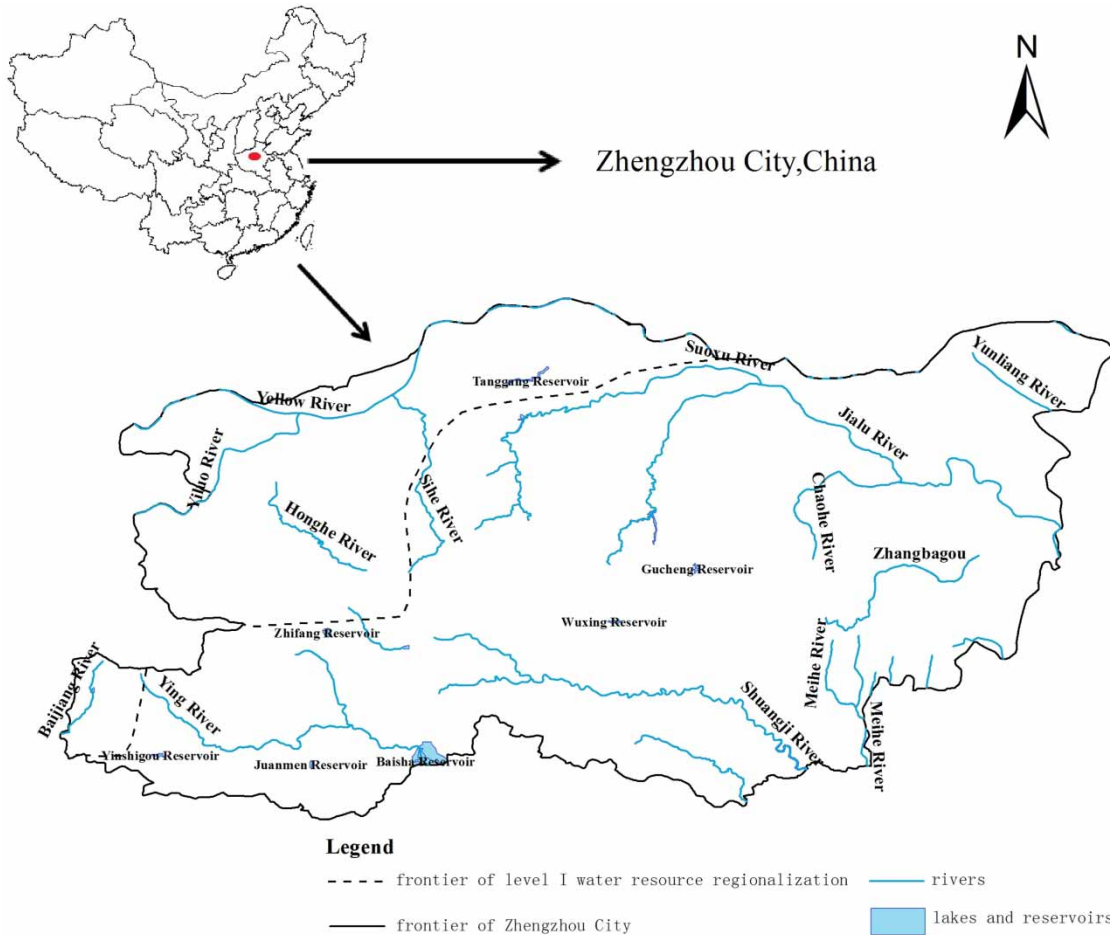 N
Zhengzhou City,China
Suoxu River
Yunliang River
Tanggang Reservoir
Yellow River
Jialu River
Yiluo River
Sihe River
Chaohe River
Honghe River
Zhangbagou
Gucheng Reservoir
Wuxing Reservoir
Zhifang Reservoir
Meihe River
Baijiang River
Ying River
Shuangji River
Meihe River
Yinshigou Reservoir
Juanmen Reservoir
Baisha Reservoir
Legend
frontier of level I water resource regionalization
rivers
frontier of Zhengzhou City
lakes and reservoirs